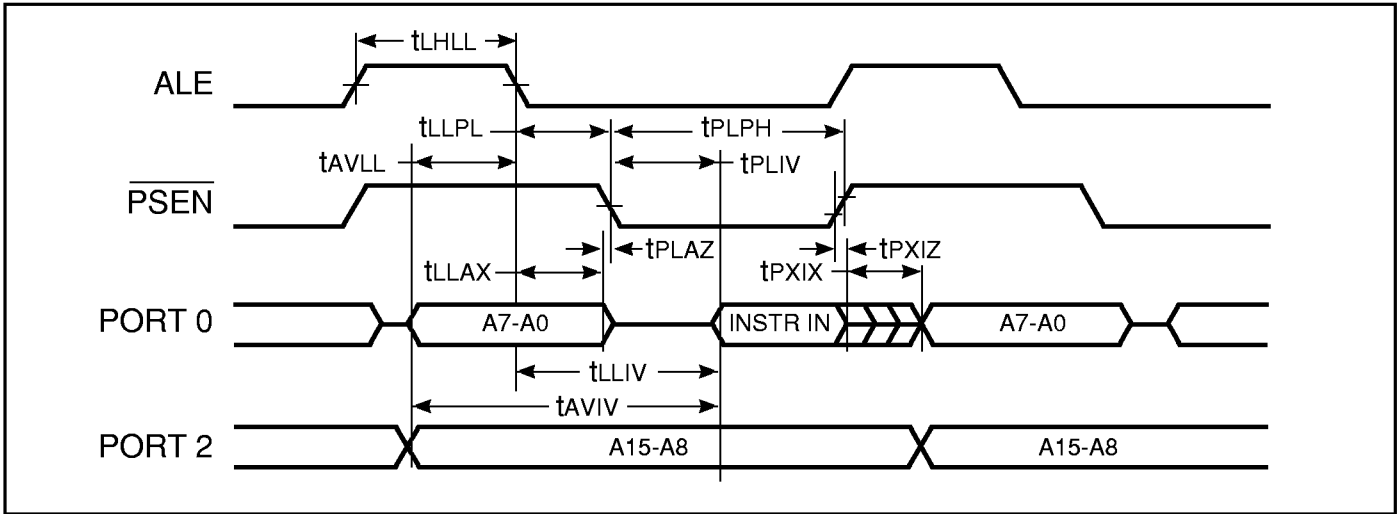 tLHLL
ALE
tLLPL
tPLPH
tAVLL
tPLIV
PSEN
tPLAZ
tPXIZ
tLLAX
tPXIX
PORT 0
A7-A0
INSTR IN
A7-A0
tLLIV
tAVIV
PORT 2
A15-A8
A15-A8